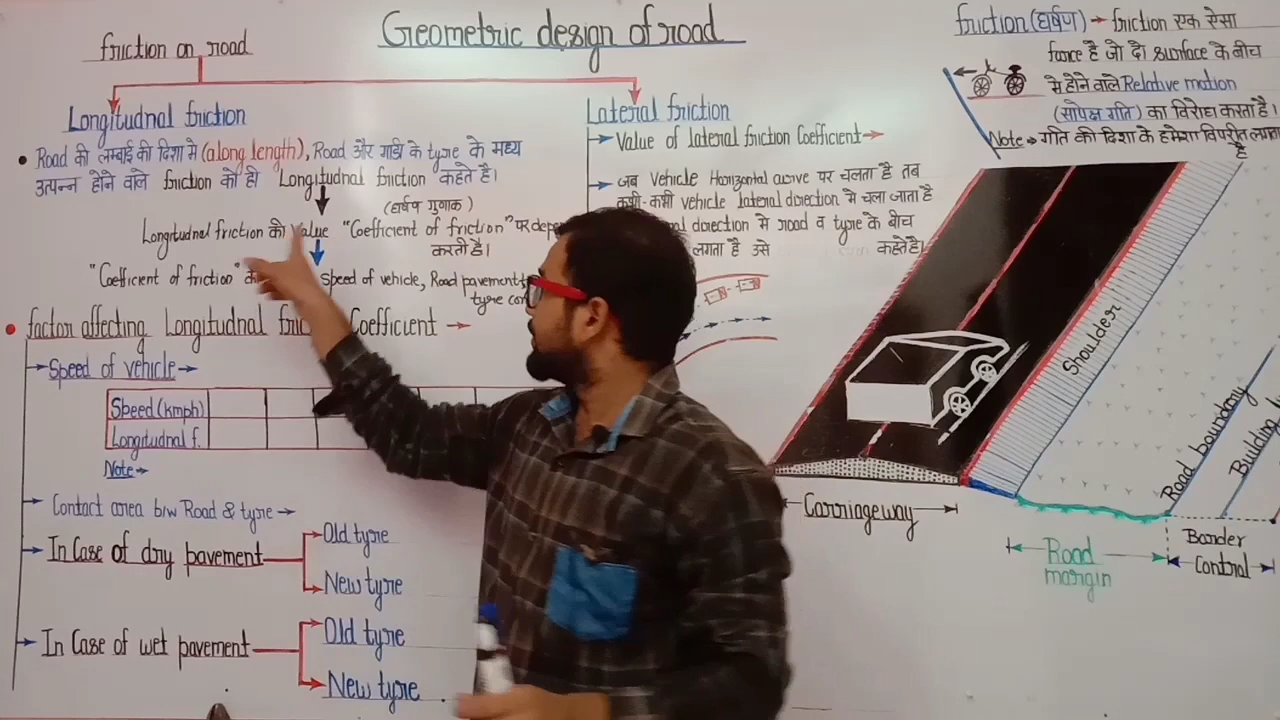 Geometric design of road
friction on road
Longitudnal friction
Road की लम्बाई की दिशा मे (along length), Road और गाडी के tyre के मध्य
उत्पन्न होने वाले friction को ही Longitudnal friction कहते है।
(घर्षण गुणाक)
Longitudnal friction की Value "Coefficient of friction" पर
करती है।
"Coefficient of friction" Speed of vehicle, Road pavement
tyre
factor affecting Longitudnal Coefficient
Speed of vehicle
Speed (kmph)
Longitudnal f.
Note
Contact area b/w Road & tyre
In Case of dry pavement
Old tyre
New tyre
In Case of wet pavement
Old tyre
New tyre
Lateral friction
Value of lateral friction Coefficient
जब Vehicle Horizontal curve पर चलता है तब
कभी-कभी vehicle lateral direction मे चला जाता है
direction मे road व tyre के बीच
लगता है उसे कहते है।
friction (घर्षण) friction एक ऐसा
force है जो दो surface के बीच
मे होने वाले Relative motion
(सापेक्ष गति) का विरोध करता है।
Note गति की दिशा के हमेशा विपरीत लगता
है
Shoulder
Road boundary
Building
Carriageway
Road
margin
Border
Control